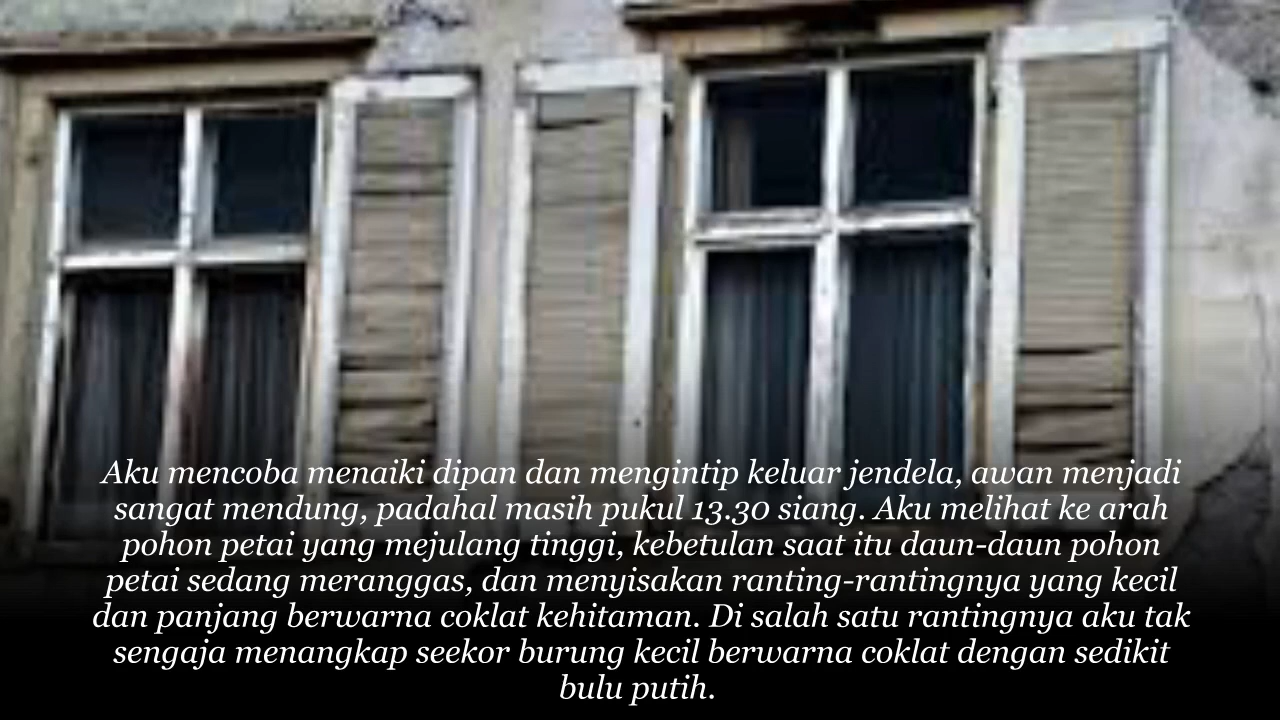 Aku mencoba menaiki dipan dan mengintip keluar jendela, awan menjadi
sangat mendung, padahal masih pukul 13.30 siang. Aku melihat ke arah
pohon petai yang mejulang tinggi, kebetulan saat itu daun-daun pohon
petai sedang meranggas, dan menyisakan ranting-rantingnya yang kecil
dan panjang berwarna coklat kehitaman. Di salah satu rantingnya aku tak
sengaja menangkap seekor burung kecil berwarna coklat dengan sedikit
bulu putih.